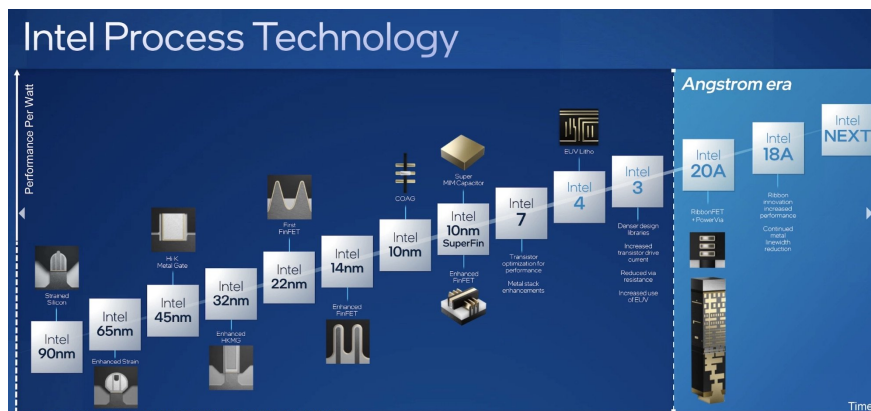 Intel Process Technology
Performance Per Watt
Angstrom era
Intel
90nm
Strained
Silicon
Intel
65nm
Enhanced Strain
Intel
45nm
Hi-K
Metal Gate
Intel
32nm
Enhanced
HKMG
Intel
22nm
First
FinFET
Intel
14nm
Enhanced
FinFET
Intel
10nm
COAG
Intel
10nm
SuperFin
Super
MIM Capacitor
Enhanced
FinFET
Intel
7
Transistor
optimization for
performance
Metal stack
enhancements
Intel
4
EUV Litho
Intel
3
Denser design
libraries
Increased
transistor drive
current
Reduced via
resistance
Increased use
of EUV
Intel
20A
RibbonFET
+ PowerVia
Intel
18A
Ribbon
innovation
increased
performance
Continued
metal
linewidth
reduction
Intel
NEXT
Time